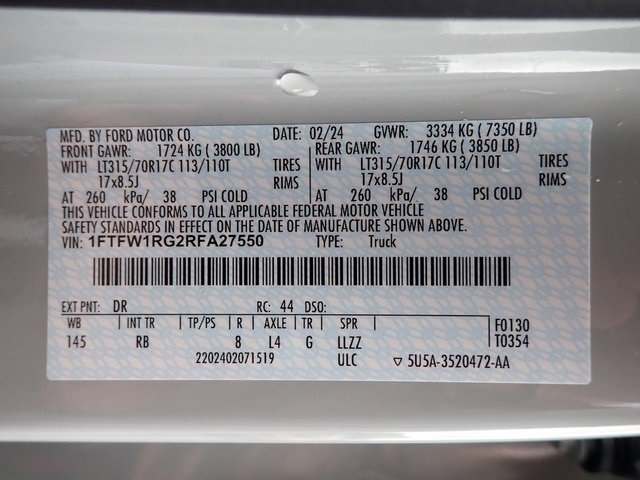 MFD. BY FORD MOTOR CO. DATE: 02/24 GVWR: 3334 KG ( 7350 LB)
FRONT GAWR: 1724 KG ( 3800 LB) REAR GAWR: 1746 KG ( 3850 LB)
WITH LT315/70R17C 113/110T TIRES WITH LT315/70R17C 113/110T TIRES
17x8.5J RIMS 17x8.5J RIMS
AT 260 kPa/ 38 PSI COLD AT 260 kPa/ 38 PSI COLD
THIS VEHICLE CONFORMS TO ALL APPLICABLE FEDERAL MOTOR VEHICLE
SAFETY STANDARDS IN EFFECT ON THE DATE OF MANUFACTURE SHOWN ABOVE.
VIN: 1FTFW1RG2RFA27550 TYPE: Truck
EXT PNT: DR RC: 44 DSO:
WB INT TR TP/PS R AXLE TR SPR F0130
145 RB 8 L4 G LLZZ T0354
2202402071519 ULC ▽ 5U5A-3520472-AA